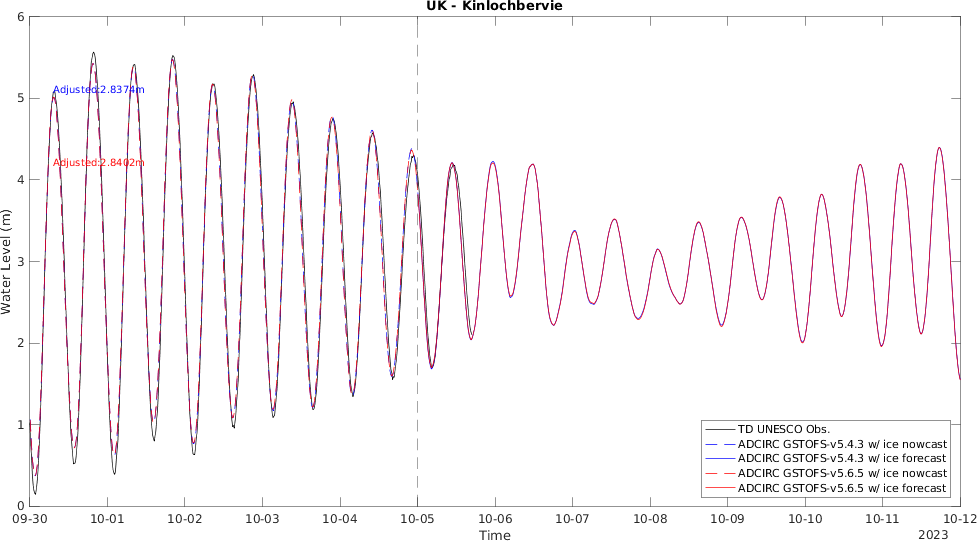 UK - Kinlochbervie
Water Level (m)
6
5
4
3
2
1
0
Adjusted:2.8374m
Adjusted:2.8402m
TD UNESCO Obs.
ADCIRC GSTOFS-v5.4.3 w/ ice nowcast
ADCIRC GSTOFS-v5.4.3 w/ ice forecast
ADCIRC GSTOFS-v5.6.5 w/ ice nowcast
ADCIRC GSTOFS-v5.6.5 w/ ice forecast
09-30 10-01 10-02 10-03 10-04 10-05 10-06 10-07 10-08 10-09 10-10 10-11 10-12
Time
2023